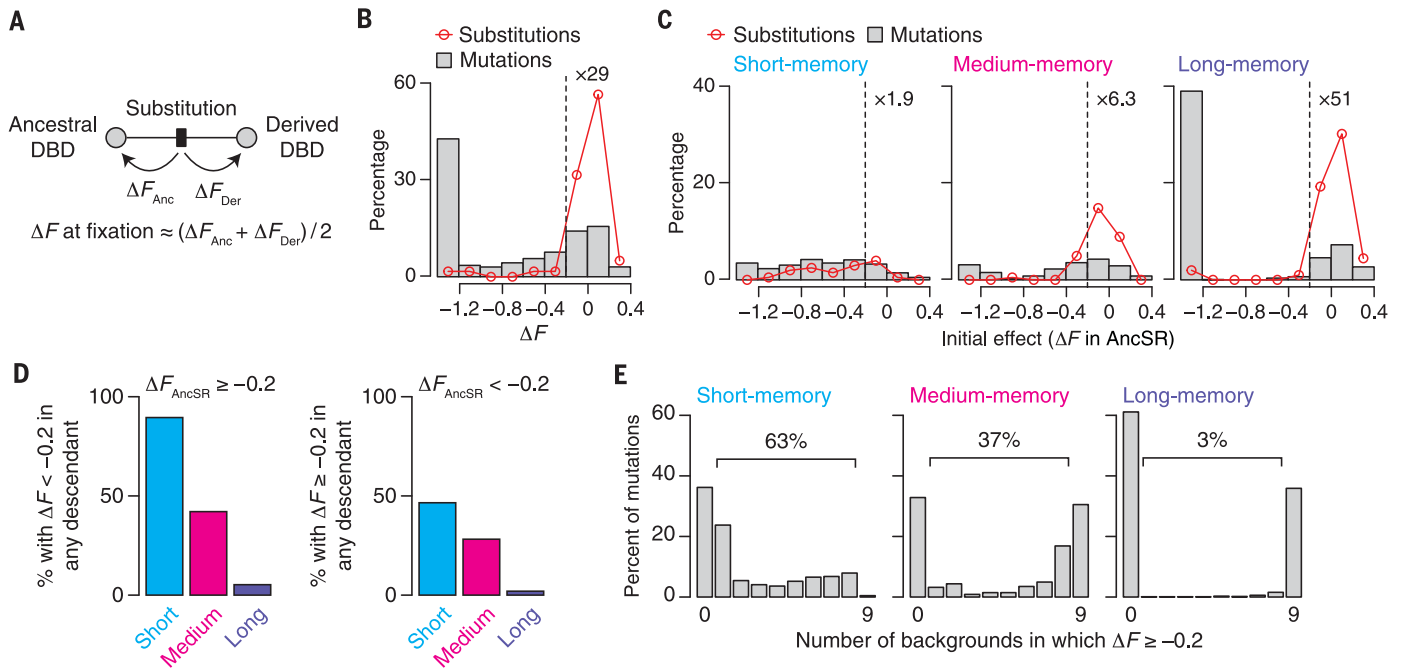 A
Substitution
Ancestral DBD
Derived DBD
ΔF_Anc
ΔF_Der
ΔF at fixation ≈ (ΔF_Anc + ΔF_Der) / 2
B
Substitutions
Mutations
×29
Percentage
60
30
0
−1.2 −0.4 0 0.4
ΔF
C
Substitutions Mutations
Short-memory
Medium-memory
Long-memory
×1.9
×6.3
×51
Percentage
40
20
0
−1.2 −0.8 −0.4 0 0.4
−1.2 −0.4 0 0.4
−1.2 −0.4 0 0.4
Initial effect (ΔF in AncSR)
D
ΔF_AncSR ≥ −0.2
% with ΔF < −0.2 in
any descendant
100
50
0
Short
Medium
Long
ΔF_AncSR < −0.2
% with ΔF ≥ −0.2 in
any descendant
100
50
0
Short
Medium
Long
E
Short-memory
Medium-memory
Long-memory
63%
37%
3%
Percent of mutations
60
40
20
0
0 9
0 9
0 9
Number of backgrounds in which ΔF ≥ −0.2